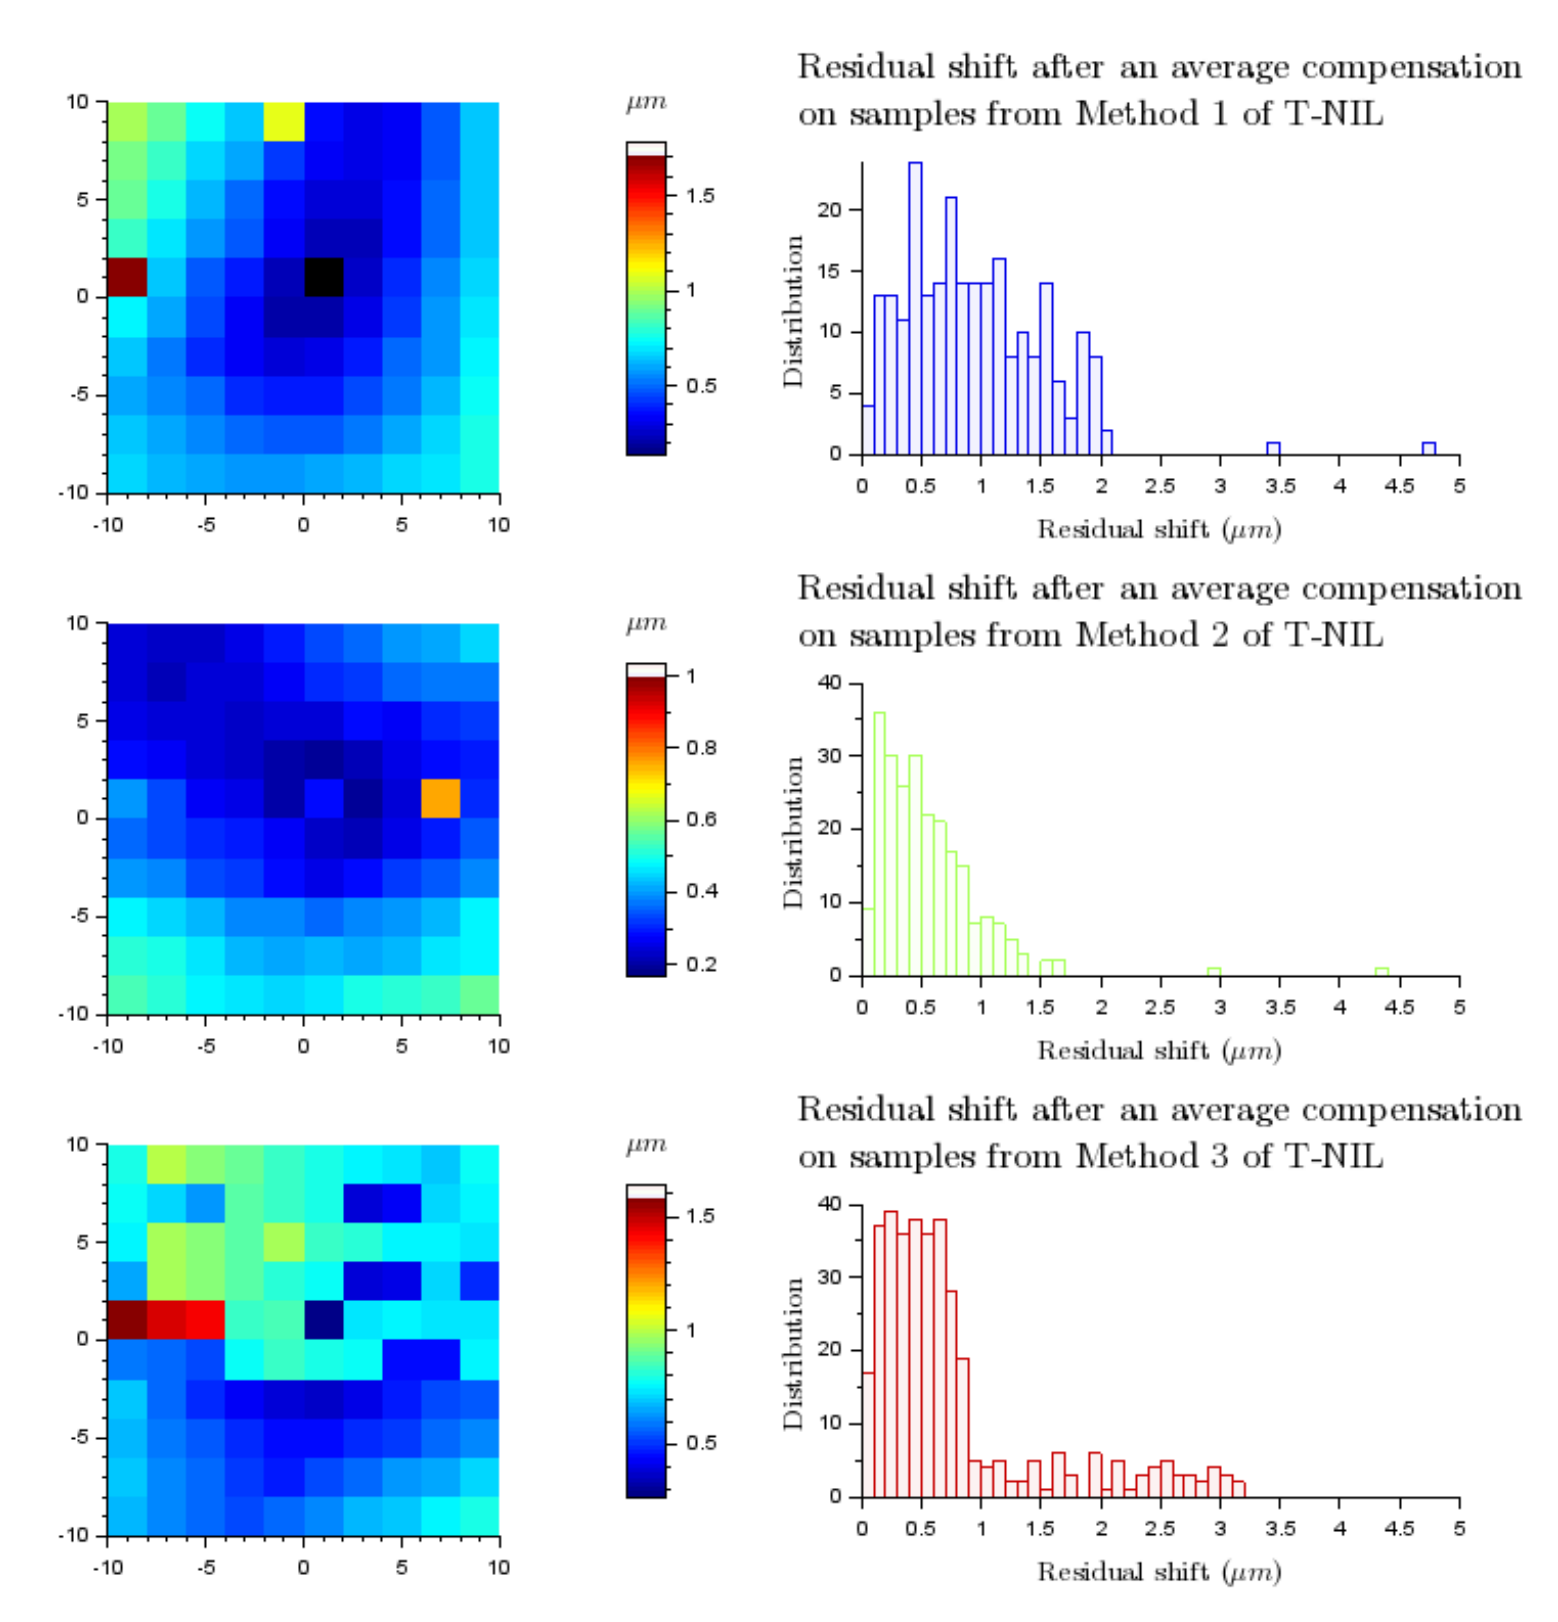 Residual shift after an average compensation
on samples from Method 1 of T-NIL
μm
10
5
0
-5
-10
-10 -5 0 5 10
1.5
1
0.5
Distribution
20
15
10
5
0
0 0.5 1 1.5 2 2.5 3 3.5 4 4.5 5
Residual shift (μm)
Residual shift after an average compensation
on samples from Method 2 of T-NIL
μm
10
5
0
-5
-10
-10 -5 0 5 10
1
0.8
0.6
0.4
0.2
Distribution
40
30
20
10
0
0 0.5 1 1.5 2 2.5 3 3.5 4 4.5 5
Residual shift (μm)
Residual shift after an average compensation
on samples from Method 3 of T-NIL
μm
10
5
0
-5
-10
-10 -5 0 5 10
1.5
1
0.5
Distribution
40
30
20
10
0
0 0.5 1 1.5 2 2.5 3 3.5 4 4.5 5
Residual shift (μm)